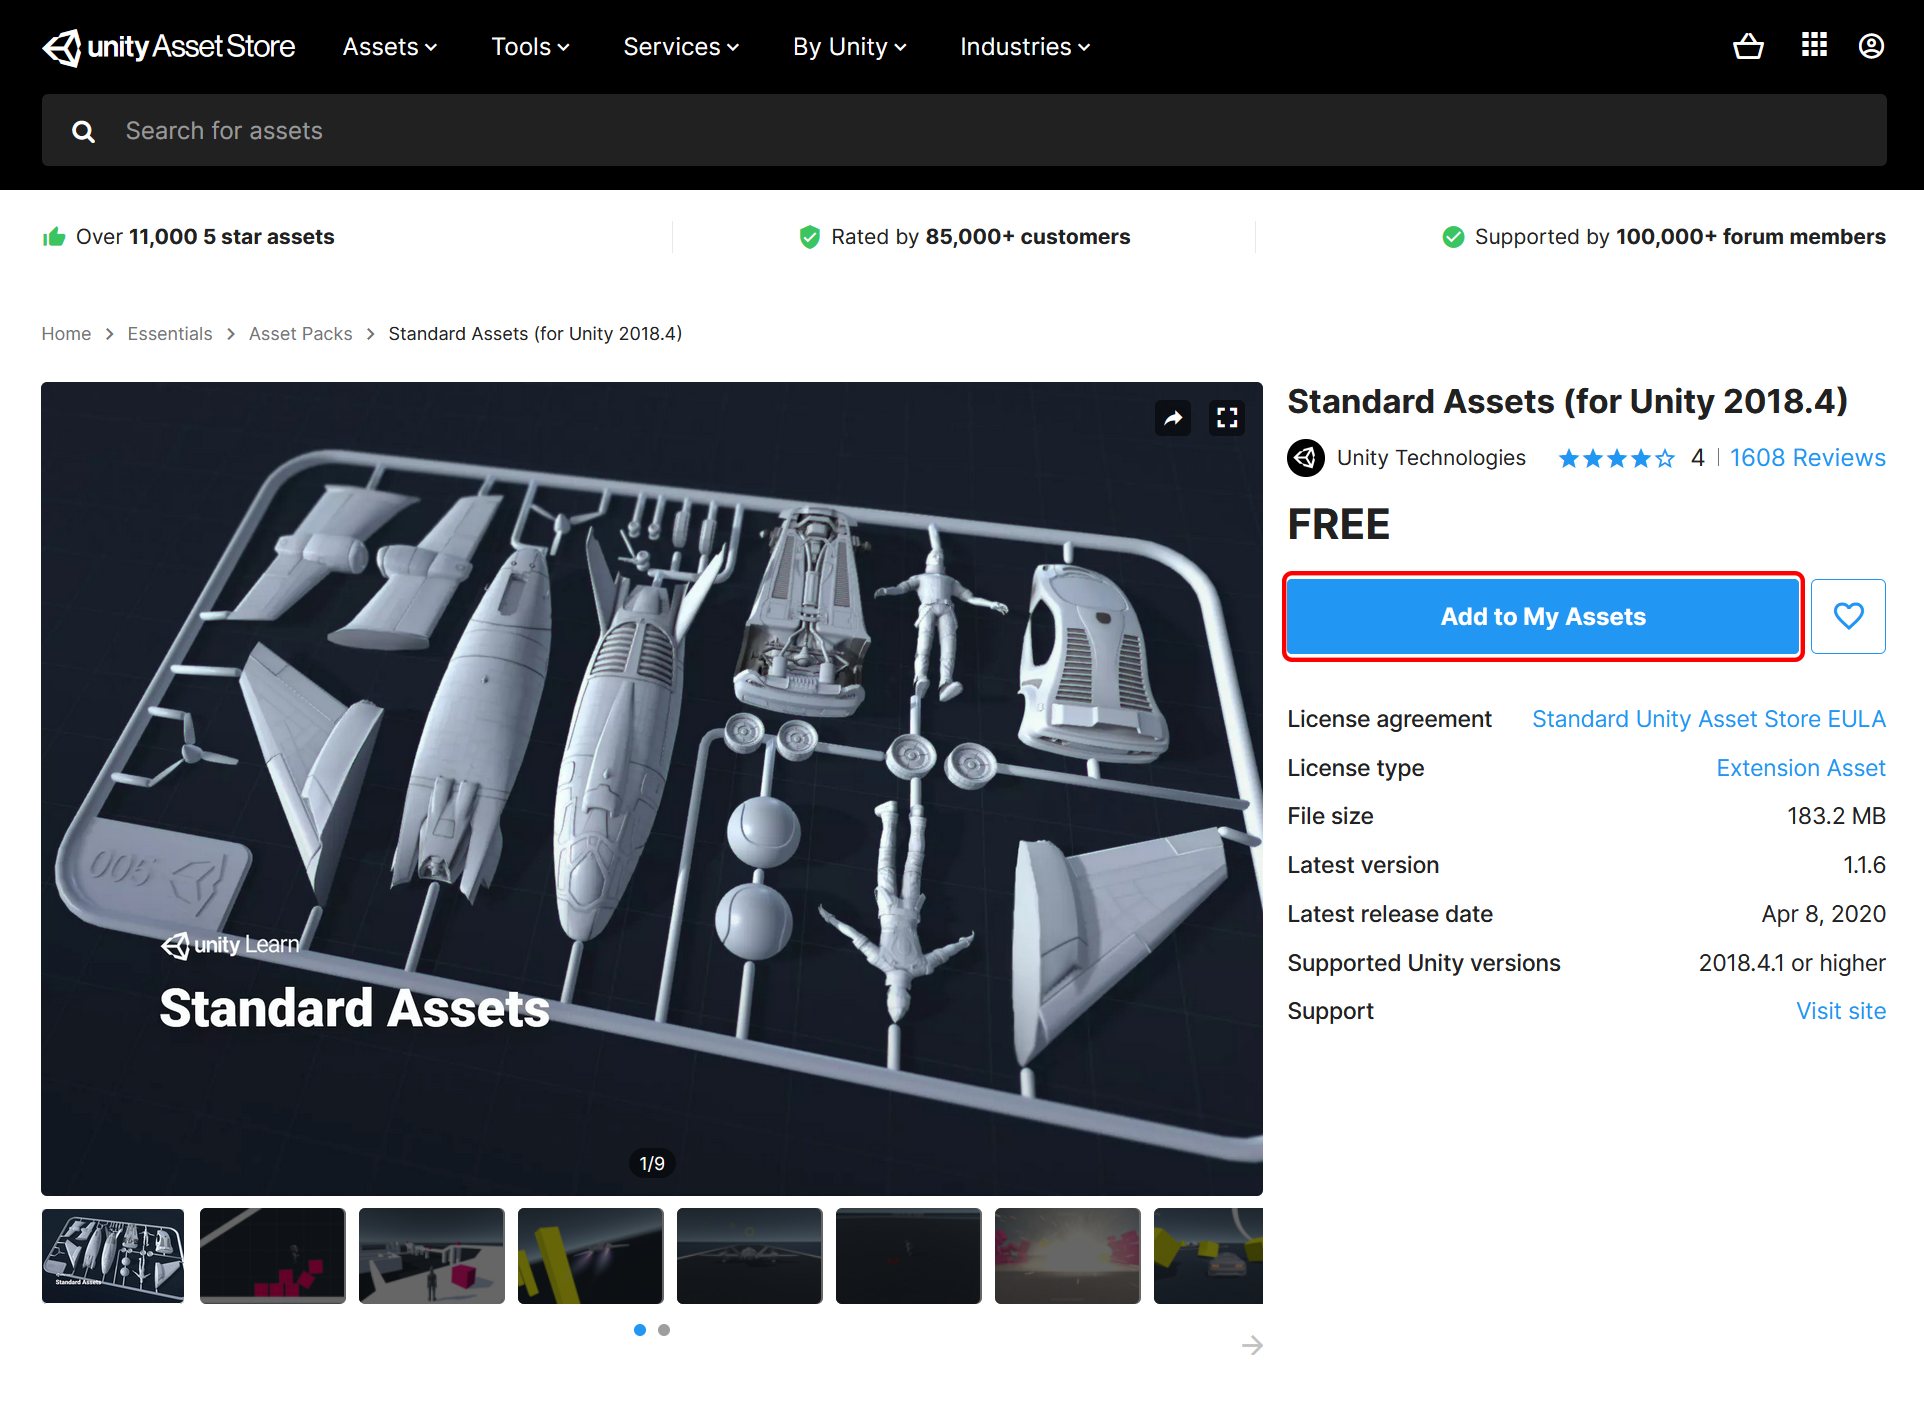 unity Asset Store
Assets
Tools
Services
By Unity
Industries
Search for assets
Over 11,000 5 star assets
Rated by 85,000+ customers
Supported by 100,000+ forum members
Home > Essentials > Asset Packs > Standard Assets (for Unity 2018.4)
005
unity Learn
Standard Assets
1/9
Standard Assets
Standard Assets (for Unity 2018.4)
Unity Technologies
4 | 1608 Reviews
FREE
Add to My Assets
License agreement Standard Unity Asset Store EULA
License type Extension Asset
File size 183.2 MB
Latest version 1.1.6
Latest release date Apr 8, 2020
Supported Unity versions 2018.4.1 or higher
Support Visit site